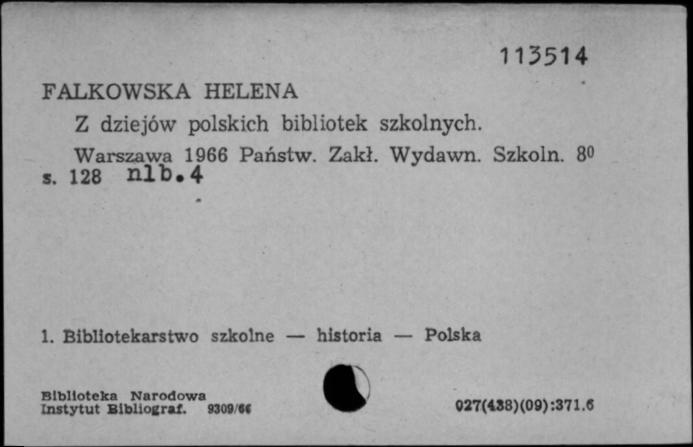 113514
FALKOWSKA HELENA
Z dziejów polskich bibliotek szkolnych.
Warszawa 1966 Państw. Zakł. Wydawn. Szkoln. 8⁰
s. 128 nlb.4
1. Bibliotekarstwo szkolne — historia — Polska
Biblioteka Narodowa
Instytut Bibliograf. 9309/66
027(438)(09):371.6